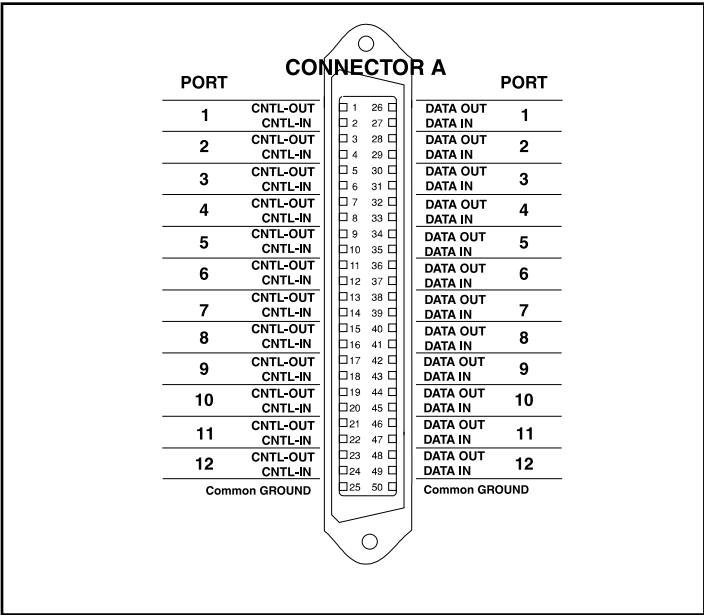 CONNECTOR A
PORT PORT
1 CNTL-OUT 1 26 DATA OUT 1
CNTL-IN 2 27 DATA IN
2 CNTL-OUT 3 28 DATA OUT 2
CNTL-IN 4 29 DATA IN
3 CNTL-OUT 5 30 DATA OUT 3
CNTL-IN 6 31 DATA IN
4 CNTL-OUT 7 32 DATA OUT 4
CNTL-IN 8 33 DATA IN
5 CNTL-OUT 9 34 DATA OUT 5
CNTL-IN 10 35 DATA IN
6 CNTL-OUT 11 36 DATA OUT 6
CNTL-IN 12 37 DATA IN
7 CNTL-OUT 13 38 DATA OUT 7
CNTL-IN 14 39 DATA IN
8 CNTL-OUT 15 40 DATA OUT 8
CNTL-IN 16 41 DATA IN
9 CNTL-OUT 17 42 DATA OUT 9
CNTL-IN 18 43 DATA IN
10 CNTL-OUT 19 44 DATA OUT 10
CNTL-IN 20 45 DATA IN
11 CNTL-OUT 21 46 DATA OUT 11
CNTL-IN 22 47 DATA IN
12 CNTL-OUT 23 48 DATA OUT 12
CNTL-IN 24 49 DATA IN
Common GROUND 25 50 Common GROUND